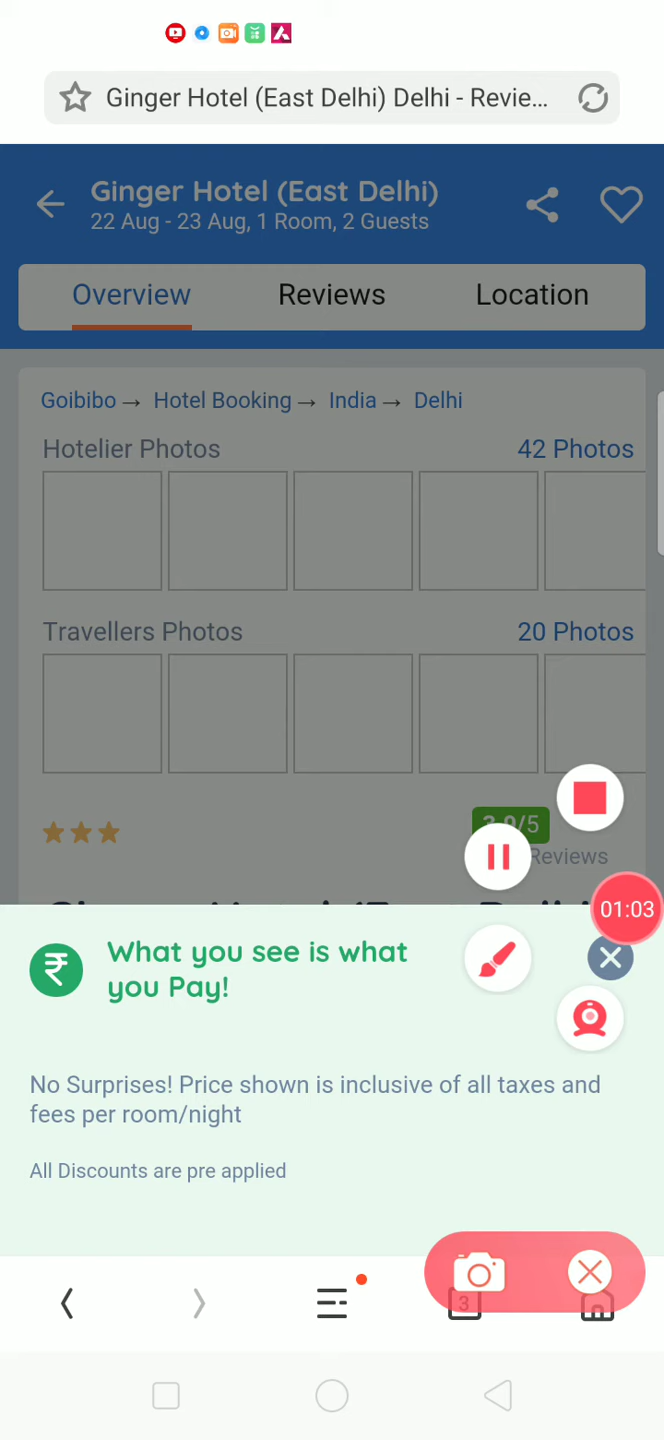 Ginger Hotel (East Delhi) Delhi - Revie...
Ginger Hotel (East Delhi)
22 Aug - 23 Aug, 1 Room, 2 Guests
Overview Reviews Location
Goibibo → Hotel Booking → India → Delhi
Hotelier Photos 42 Photos
Travellers Photos 20 Photos
/5
Reviews
01:03
What you see is what
you Pay!
No Surprises! Price shown is inclusive of all taxes and
fees per room/night
All Discounts are pre applied
3